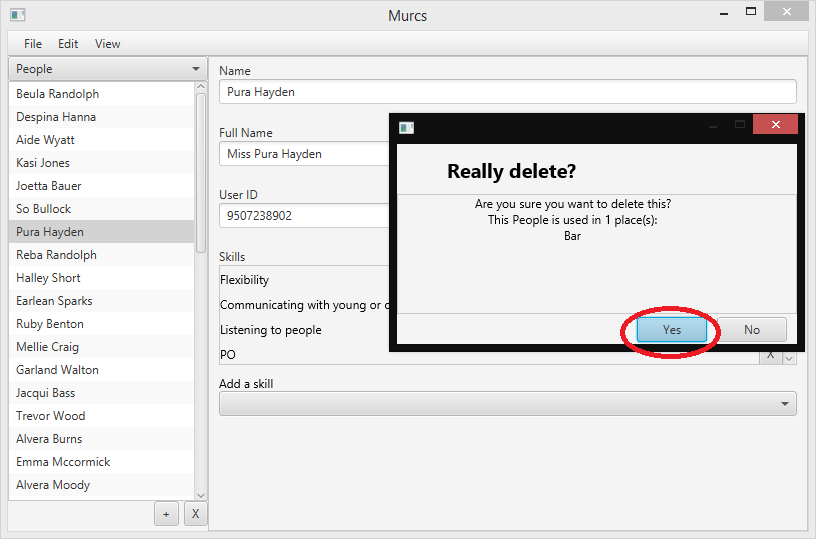 Murcs
File Edit View
People
Beula Randolph
Despina Hanna
Aide Wyatt
Kasi Jones
Joetta Bauer
So Bullock
Pura Hayden
Reba Randolph
Halley Short
Earlean Sparks
Ruby Benton
Mellie Craig
Garland Walton
Jacqui Bass
Trevor Wood
Alvera Burns
Emma Mccormick
Alvera Moody
+ X
Name
Pura Hayden
Full Name
Miss Pura Hayden
User ID
9507238902
Skills
Flexibility
Communicating with young or
Listening to people
PO X
Add a skill
Really delete?
Are you sure you want to delete this?
This People is used in 1 place(s):
Bar
Yes No